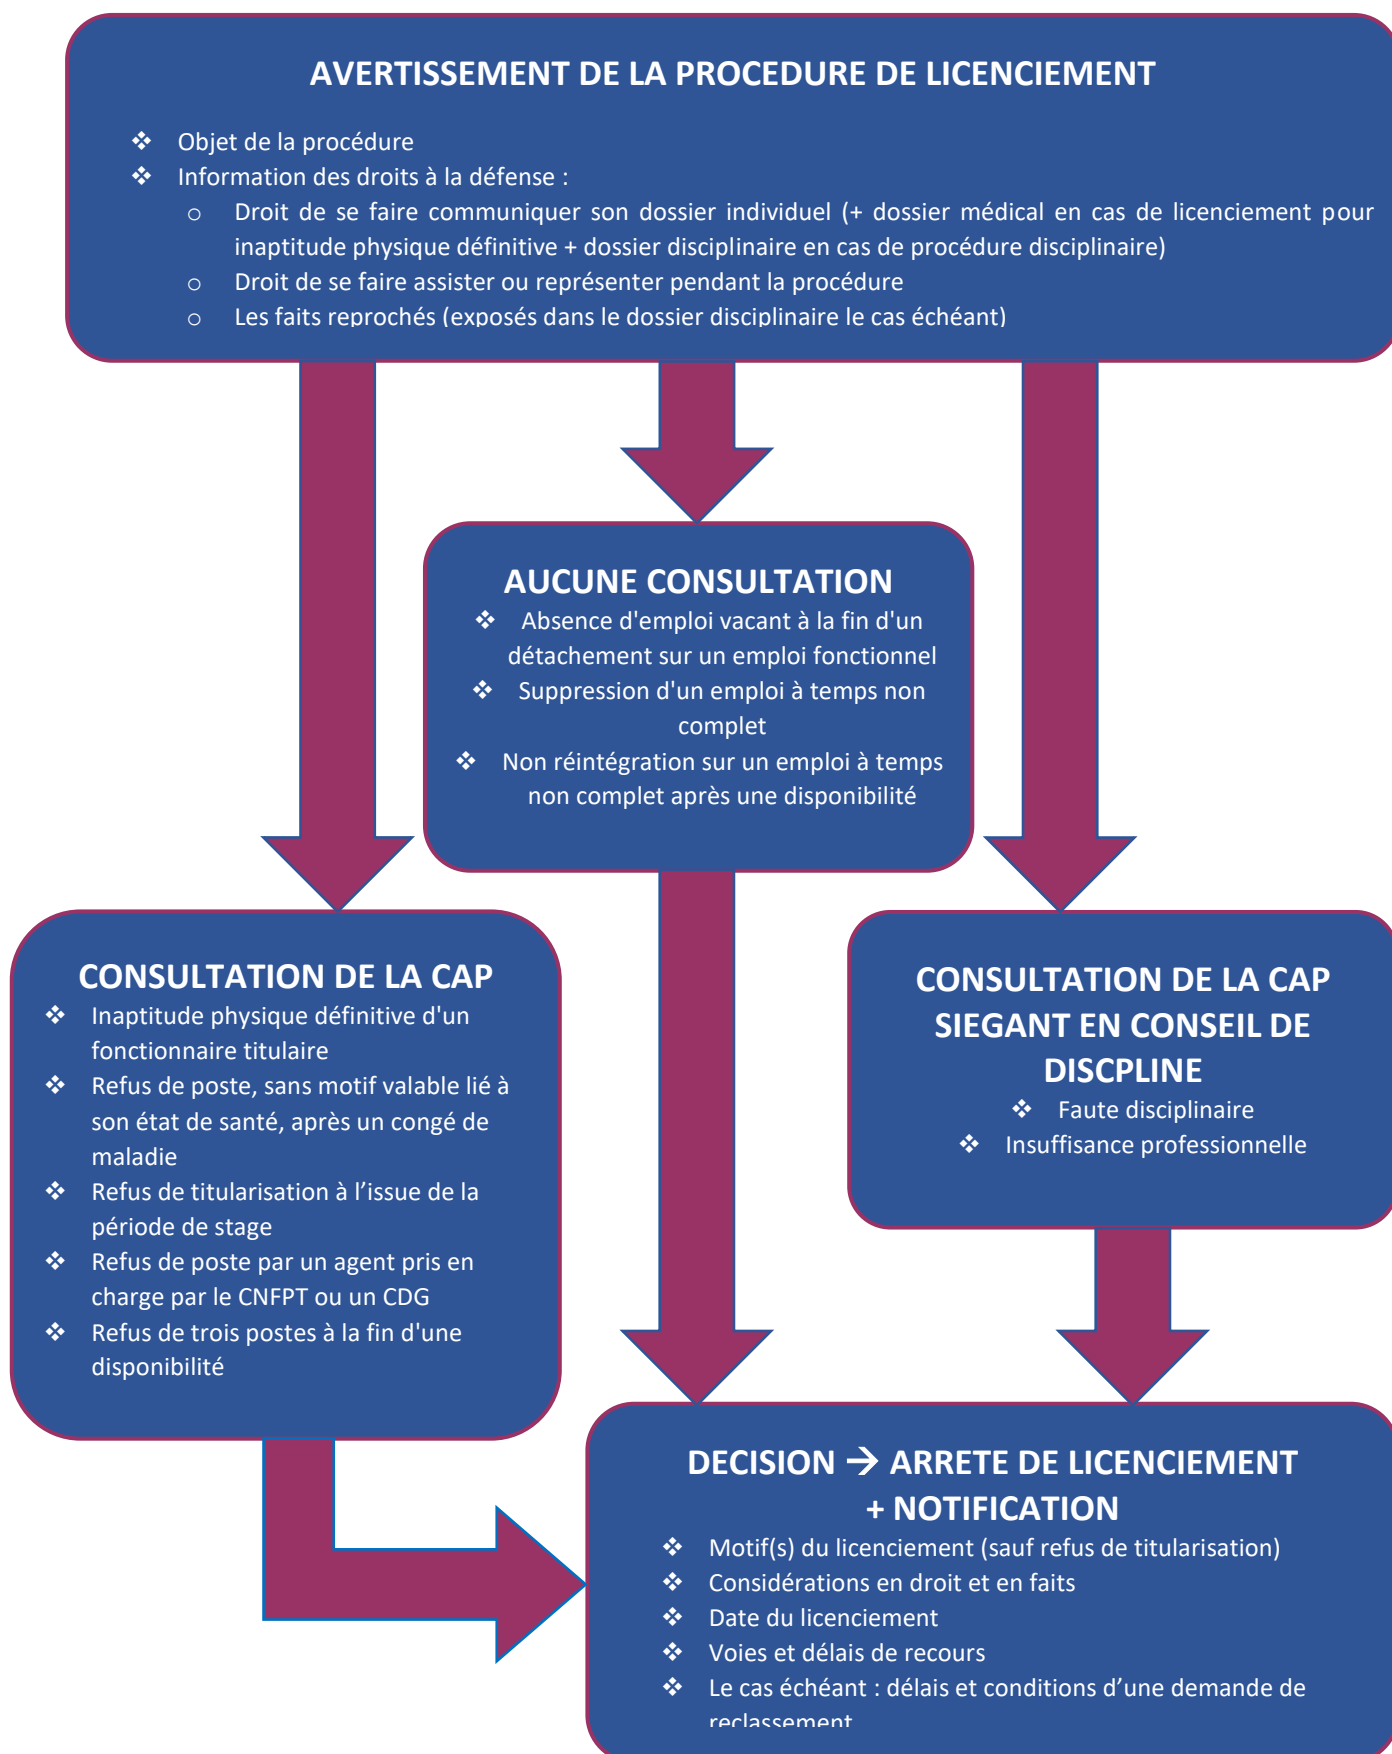 AVERTISSEMENT DE LA PROCEDURE DE LICENCIEMENT
❖ Objet de la procédure
❖ Information des droits à la défense :
o Droit de se faire communiquer son dossier individuel (+ dossier médical en cas de licenciement pour
inaptitude physique définitive + dossier disciplinaire en cas de procédure disciplinaire)
o Droit de se faire assister ou représenter pendant la procédure
o Les faits reprochés (exposés dans le dossier disciplinaire le cas échéant)
AUCUNE CONSULTATION
❖ Absence d'emploi vacant à la fin d'un
détachement sur un emploi fonctionnel
❖ Suppression d'un emploi à temps non
complet
❖ Non réintégration sur un emploi à temps
non complet après une disponibilité
CONSULTATION DE LA CAP
❖ Inaptitude physique définitive d'un
fonctionnaire titulaire
❖ Refus de poste, sans motif valable lié à
son état de santé, après un congé de
maladie
❖ Refus de titularisation à l’issue de la
période de stage
❖ Refus de poste par un agent pris en
charge par le CNFPT ou un CDG
❖ Refus de trois postes à la fin d'une
disponibilité
CONSULTATION DE LA CAP
SIEGANT EN CONSEIL DE
DISCPLINE
❖ Faute disciplinaire
❖ Insuffisance professionnelle
DECISION → ARRETE DE LICENCIEMENT
+ NOTIFICATION
❖ Motif(s) du licenciement (sauf refus de titularisation)
❖ Considérations en droit et en faits
❖ Date du licenciement
❖ Voies et délais de recours
❖ Le cas échéant : délais et conditions d’une demande de
reclassement